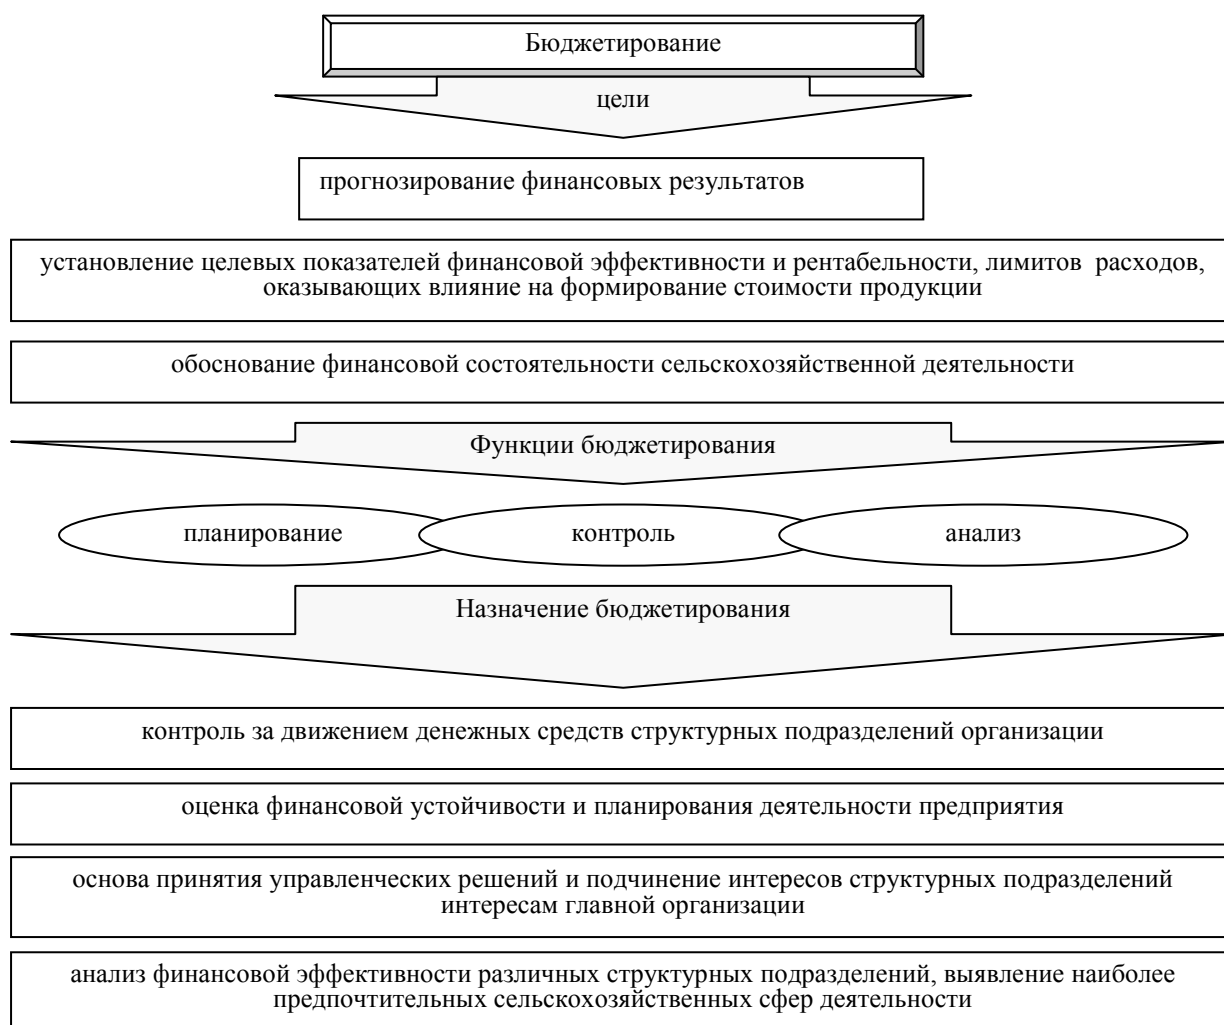 Бюджетирование
цели
прогнозирование финансовых результатов
установление целевых показателей финансовой эффективности и рентабельности, лимитов расходов,
оказывающих влияние на формирование стоимости продукции
обоснование финансовой состоятельности сельскохозяйственной деятельности
Функции бюджетирования
планирование контроль анализ
Назначение бюджетирования
контроль за движением денежных средств структурных подразделений организации
оценка финансовой устойчивости и планирования деятельности предприятия
основа принятия управленческих решений и подчинение интересов структурных подразделений
интересам главной организации
анализ финансовой эффективности различных структурных подразделений, выявление наиболее
предпочтительных сельскохозяйственных сфер деятельности